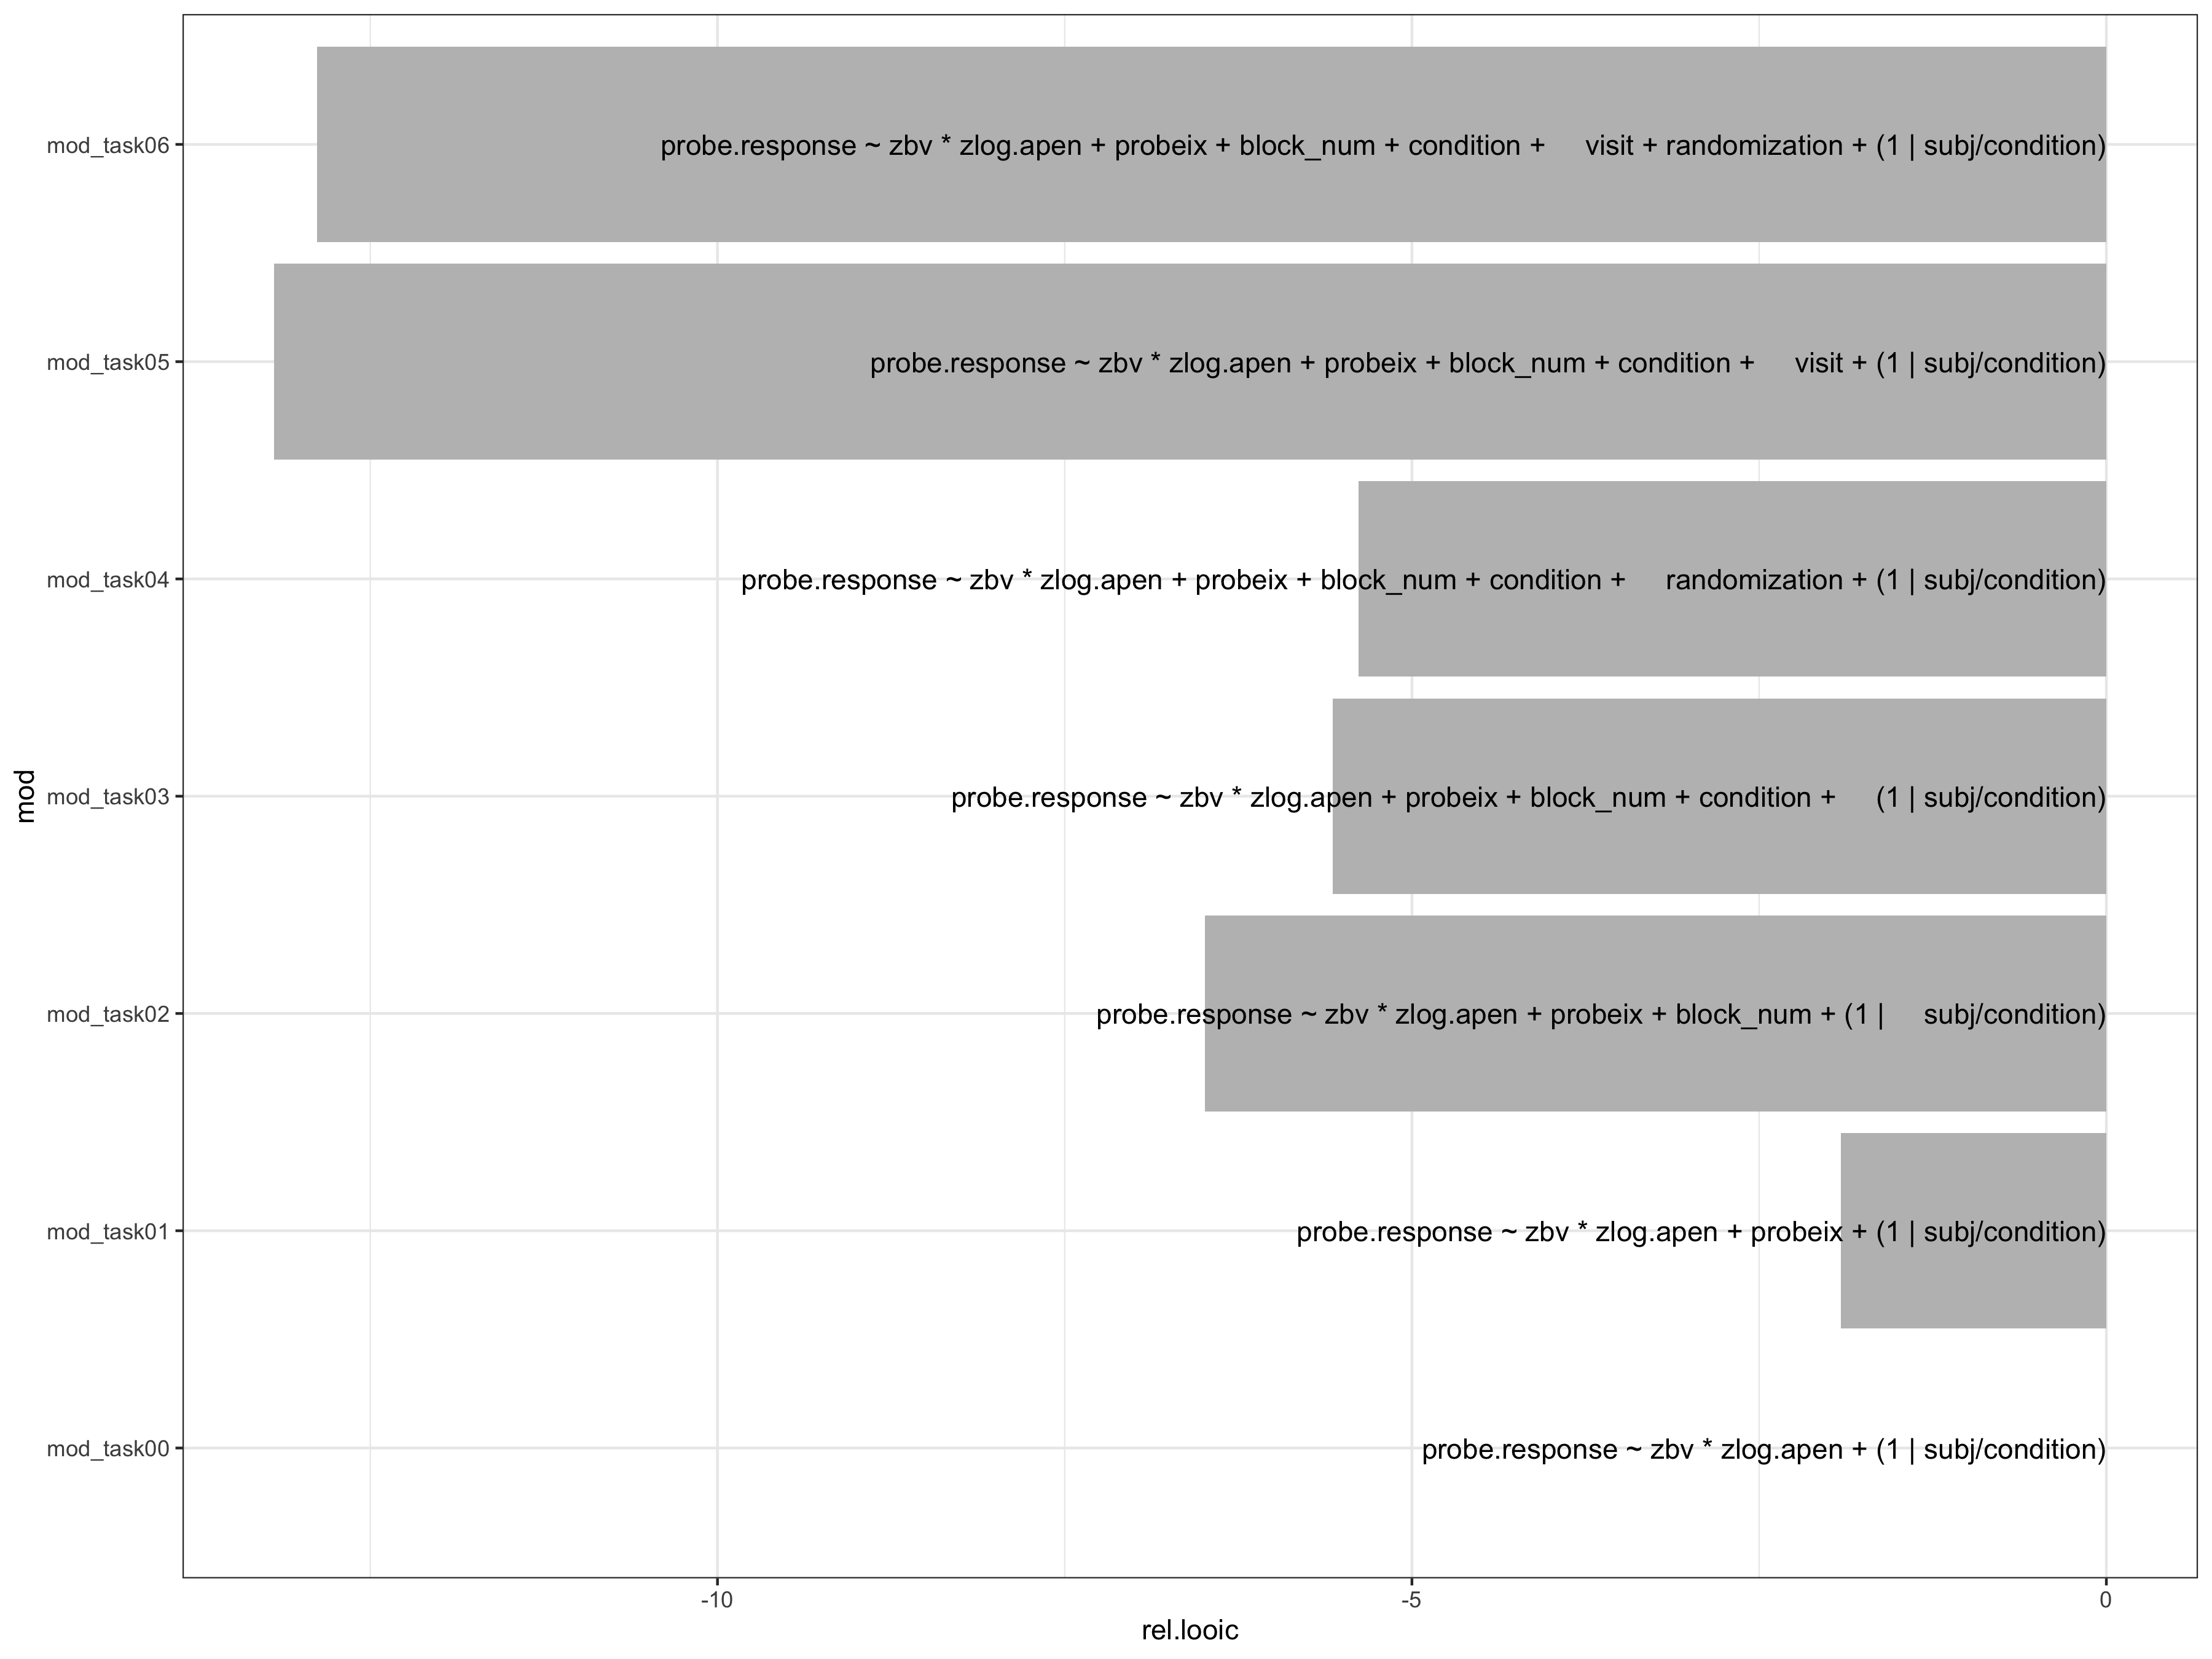 mod_task06
probe.response ~ zbv * zlog.apen + probeix + block_num + condition +     visit + randomization + (1 | subj/condition)
mod_task05
probe.response ~ zbv * zlog.apen + probeix + block_num + condition +     visit + (1 | subj/condition)
mod_task04
probe.response ~ zbv * zlog.apen + probeix + block_num + condition +     randomization + (1 | subj/condition)
mod_task03
probe.response ~ zbv * zlog.apen + probeix + block_num + condition +     (1 | subj/condition)
mod_task02
probe.response ~ zbv * zlog.apen + probeix + block_num + (1 |     subj/condition)
mod_task01
probe.response ~ zbv * zlog.apen + probeix + (1 | subj/condition)
mod_task00
probe.response ~ zbv * zlog.apen + (1 | subj/condition)
mod
-10 -5 0
rel.looic